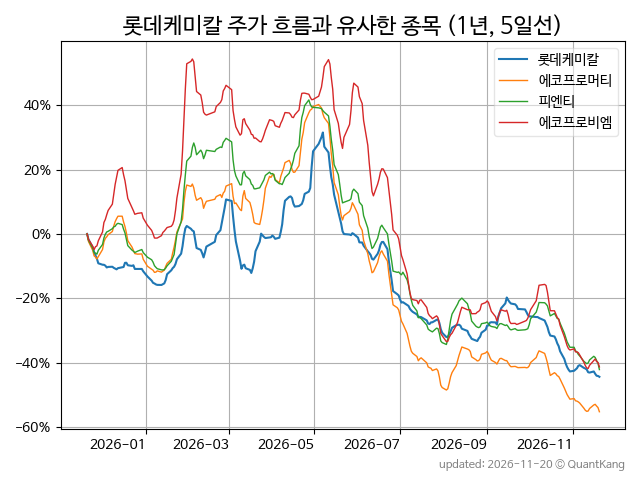 롯데케미칼 주가 흐름과 유사한 종목 (1년, 5일선)
롯데케미칼
에코프로머티
피엔티
에코프로비엠
40%
20%
0%
−20%
−40%
−60%
2026-01
2026-03
2026-05
2026-07
2026-09
2026-11
updated: 2026-11-20 © QuantKang